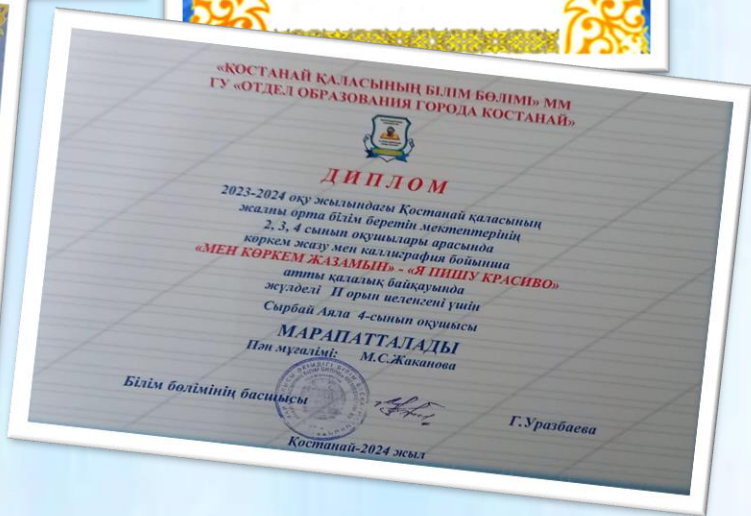 «ҚОСТАНАЙ ҚАЛАСЫНЫҢ БІЛІМ БӨЛІМІ» ММ
ГУ «ОТДЕЛ ОБРАЗОВАНИЯ ГОРОДА КОСТАНАЙ»
ДИПЛОМ
2023-2024 оқу жылындағы Қостанай қаласының
жалпы орта білім беретін мектептерінің
2, 3, 4 сынып оқушылары арасында
көркем жазу мен каллиграфия бойынша
«МЕН КӨРКЕМ ЖАЗАМЫН» - «Я ПИШУ КРАСИВО»
атты қалалық байқауында
жүлделі II орын иеленгені үшін
Сырбай Аяла 4-сынып оқушысы
МАРАПАТТАЛАДЫ
Пән мұғалімі: М.С.Жаканова
Білім бөлімінің басшысы Г.Уразбаева
Қостанай-2024 жыл